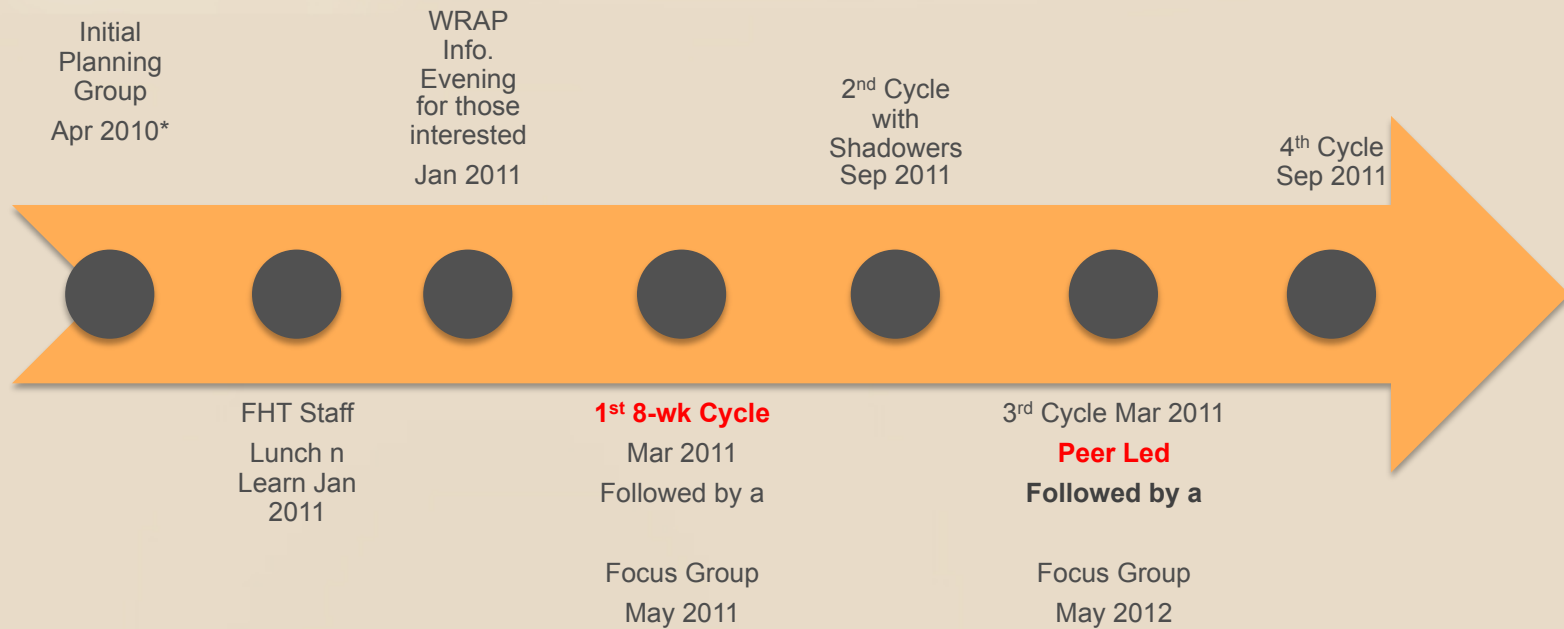 Initial
Planning
Group
Apr 2010*
FHT Staff
Lunch n
Learn Jan
2011
WRAP
Info.
Evening
for those
interested
Jan 2011
1st 8-wk Cycle
Mar 2011
Followed by a
Focus Group
May 2011
2nd Cycle
with
Shadowers
Sep 2011
3rd Cycle Mar 2011
Peer Led
Followed by a
Focus Group
May 2012
4th Cycle
Sep 2011